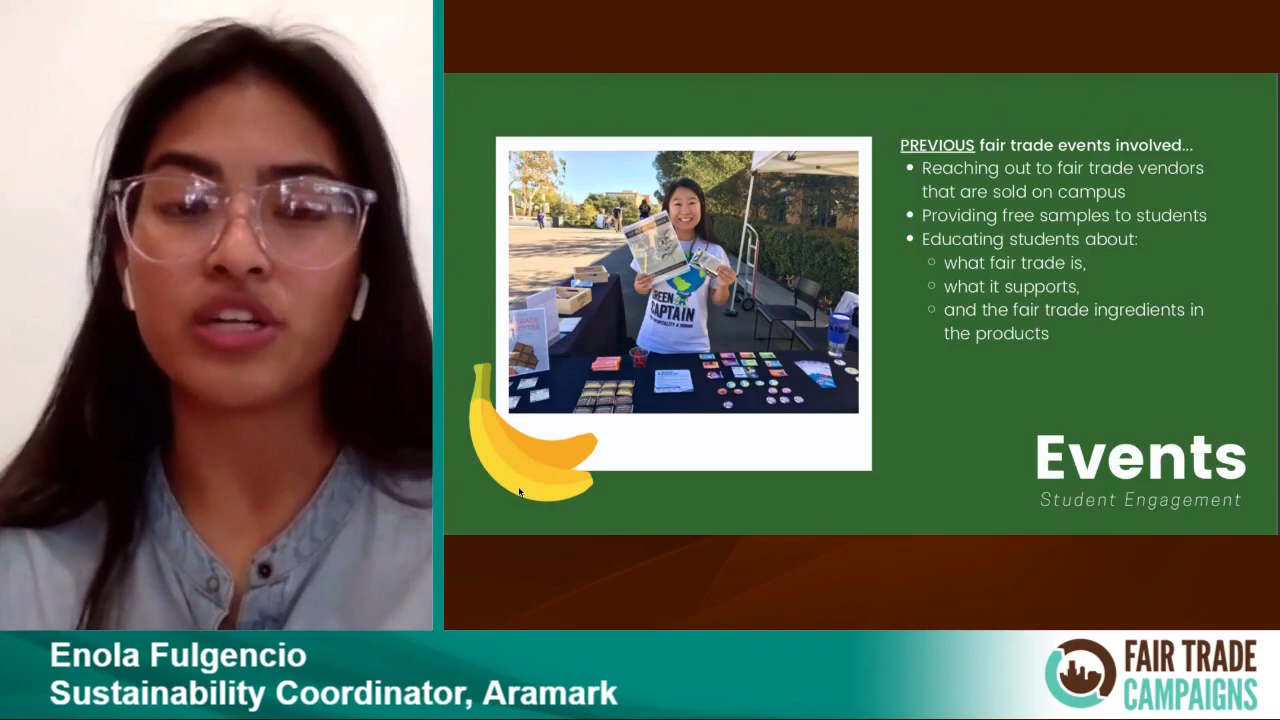 PREVIOUS fair trade events involved...
Reaching out to fair trade vendors
that are sold on campus
Providing free samples to students
Educating students about:
what fair trade is,
what it supports,
and the fair trade ingredients in
the products
GREEN
CAPTAIN
Events
Student Engagement
Enola Fulgencio
Sustainability Coordinator, Aramark
FAIR TRADE
CAMPAIGNS